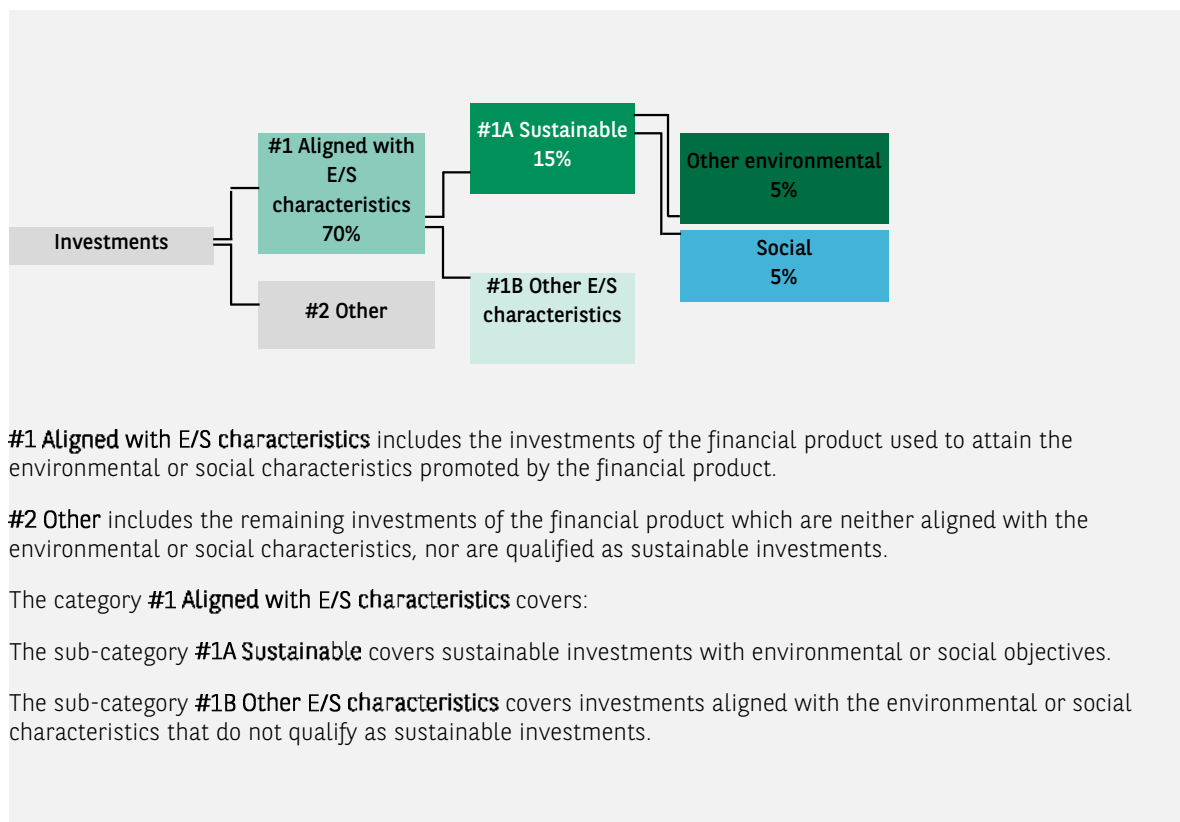 #1A Sustainable
15%
#1 Aligned with
E/S
characteristics
70%
Other environmental
5%
Investments
Social
5%
#2 Other
#1B Other E/S
characteristics
#1 Aligned with E/S characteristics includes the investments of the financial product used to attain the
environmental or social characteristics promoted by the financial product.
#2 Other includes the remaining investments of the financial product which are neither aligned with the
environmental or social characteristics, nor are qualified as sustainable investments.
The category #1 Aligned with E/S characteristics covers:
The sub-category #1A Sustainable covers sustainable investments with environmental or social objectives.
The sub-category #1B Other E/S characteristics covers investments aligned with the environmental or social
characteristics that do not qualify as sustainable investments.